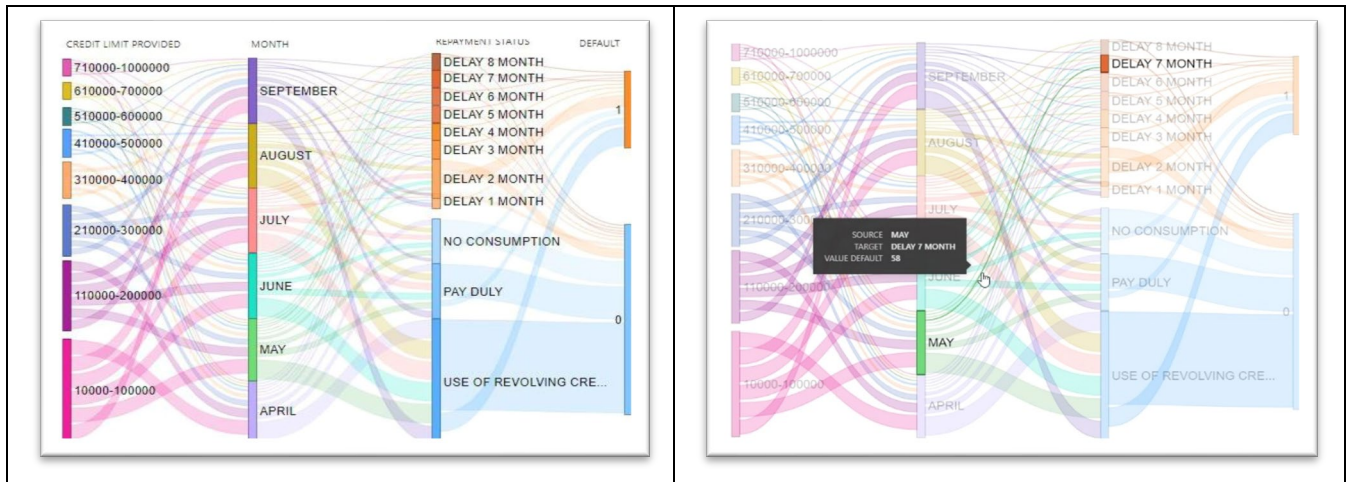 CREDIT LIMIT PROVIDED MONTH REPAYMENT STATUS DEFAULT
710000-1000000
610000-700000
510000-600000
410000-500000
310000-400000
210000-300000
110000-200000
10000-100000
SEPTEMBER
AUGUST
JULY
JUNE
MAY
APRIL
DELAY 8 MONTH
DELAY 7 MONTH
DELAY 6 MONTH
DELAY 5 MONTH
DELAY 4 MONTH
DELAY 3 MONTH
DELAY 2 MONTH
DELAY 1 MONTH
NO CONSUMPTION
PAY DULY
USE OF REVOLVING CRE...
1
0
710000-1000000
610000-700000
510000-600000
410000-500000
310000-400000
110000-200000
10000-100000
SEPTEMBER
AUGUST
JULY
JUNE
MAY
APRIL
SOURCE MAY
TARGET DELAY 7 MONTH
VALUE DEFAULT 58
DELAY 8 MONTH
DELAY 7 MONTH
DELAY 6 MONTH
DELAY 5 MONTH
DELAY 4 MONTH
DELAY 3 MONTH
DELAY 2 MONTH
DELAY 1 MONTH
NO CONSUMPTION
PAY DULY
USE OF REVOLVING CRE...
1
0